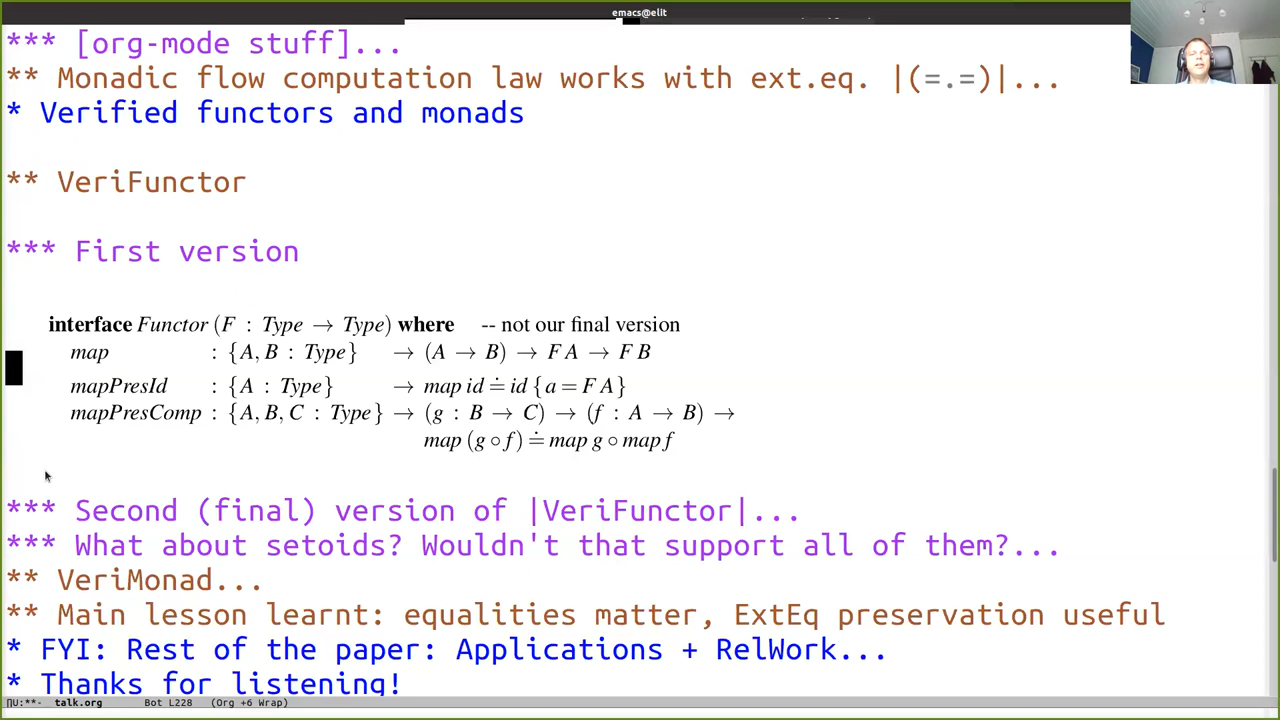 emacs@elit
*** [org-mode stuff]...
** Monadic flow computation law works with ext.eq. |(=.=)|...
* Verified functors and monads
** VeriFunctor
*** First version
interface Functor (F : Type → Type) where -- not our final version
map : {A, B : Type} → (A → B) → F A → F B
mapPresId : {A : Type} → map id ≐ id {a = F A}
mapPresComp : {A, B, C : Type} → (g : B → C) → (f : A → B) →
map (g ∘ f) ≐ map g ∘ map f
*** Second (final) version of |VeriFunctor|...
*** What about setoids? Wouldn't that support all of them?...
** VeriMonad...
** Main lesson learnt: equalities matter, ExtEq preservation useful
* FYI: Rest of the paper: Applications + RelWork...
* Thanks for listening!
U:**- talk.org Bot L228 (Org +6 Wrap)